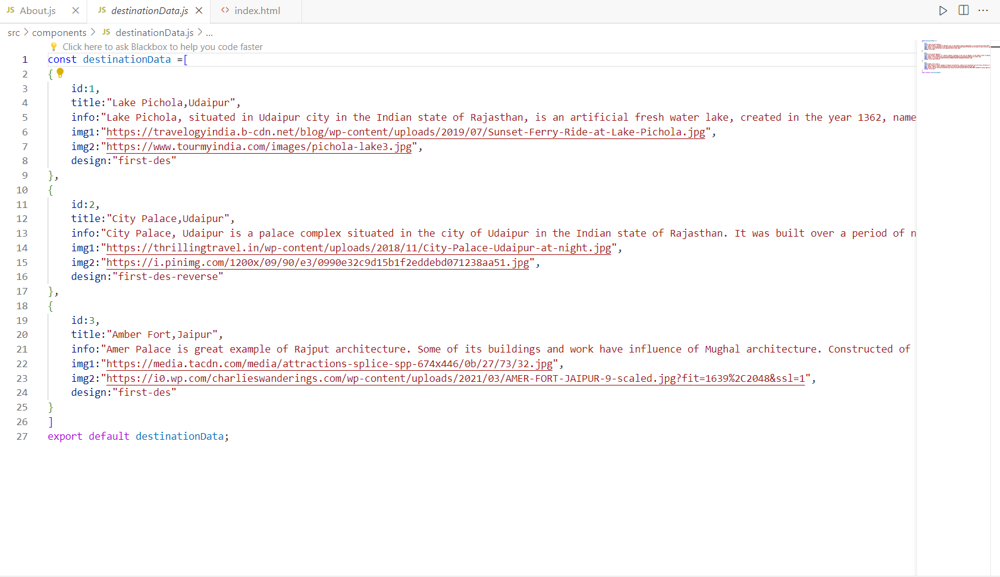 JS About.js
JS destinationData.js
<> index.html
src > components > JS destinationData.js > ...
Click here to ask Blackbox to help you code faster
1 const destinationData =[
2 {
3 id:1,
4 title:"Lake Pichola,Udaipur",
5 info:"Lake Pichola, situated in Udaipur city in the Indian state of Rajasthan, is an artificial fresh water lake, created in the year 1362, name
6 img1:"https://travelogyindia.b-cdn.net/blog/wp-content/uploads/2019/07/Sunset-Ferry-Ride-at-Lake-Pichola.jpg",
7 img2:"https://www.tourmyindia.com/images/pichola-lake3.jpg",
8 design:"first-des"
9 },
10 {
11 id:2,
12 title:"City Palace,Udaipur",
13 info:"City Palace, Udaipur is a palace complex situated in the city of Udaipur in the Indian state of Rajasthan. It was built over a period of n
14 img1:"https://thrillingtravel.in/wp-content/uploads/2018/11/City-Palace-Udaipur-at-night.jpg",
15 img2:"https://i.pinimg.com/1200x/09/90/e3/0990e32c9d15b1f2eddebd071238aa51.jpg",
16 design:"first-des-reverse"
17 },
18 {
19 id:3,
20 title:"Amber Fort,Jaipur",
21 info:"Amer Palace is great example of Rajput architecture. Some of its buildings and work have influence of Mughal architecture. Constructed of
22 img1:"https://media.tacdn.com/media/attractions-splice-spp-674x446/0b/27/73/32.jpg",
23 img2:"https://i0.wp.com/charlieswanderings.com/wp-content/uploads/2021/03/AMER-FORT-JAIPUR-9-scaled.jpg?fit=1639%2C2048&ssl=1",
24 design:"first-des"
25 }
26 ]
27 export default destinationData;